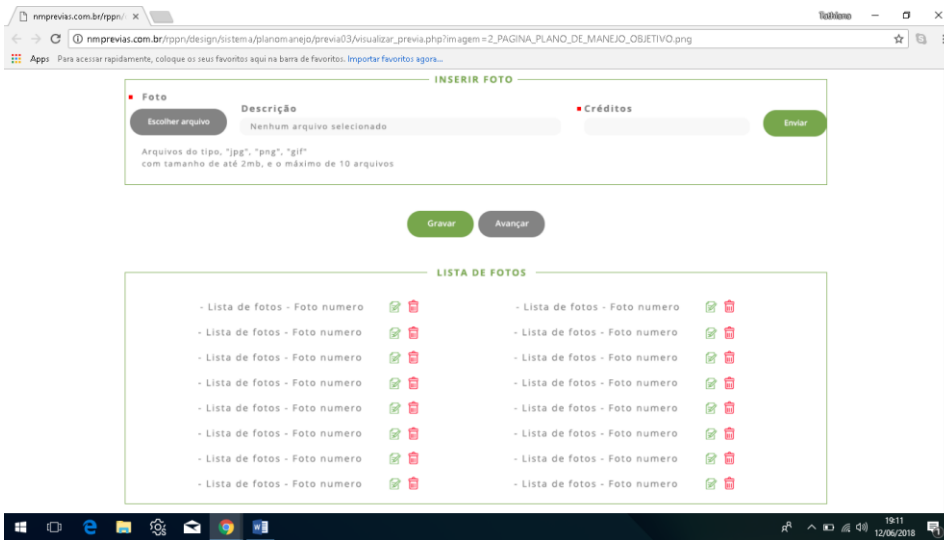 nmprevias.com.br/rppn/
Tathiana
nmprevias.com.br/rppn/design/sistema/planomanejo/previa03/visualizar_previa.php?imagem=2_PAGINA_PLANO_DE_MANEJO_OBJETIVO.png
Apps Para acessar rapidamente, coloque os seus favoritos aqui na barra de favoritos. Importar favoritos agora...
INSERIR FOTO
Foto
Descrição
Créditos
Escolher arquivo
Nenhum arquivo selecionado
Enviar
Arquivos do tipo, "jpg", "png", "gif"
com tamanho de até 2mb, e o máximo de 10 arquivos
Gravar
Avançar
LISTA DE FOTOS
- Lista de fotos - Foto numero - Lista de fotos - Foto numero
- Lista de fotos - Foto numero - Lista de fotos - Foto numero
- Lista de fotos - Foto numero - Lista de fotos - Foto numero
- Lista de fotos - Foto numero - Lista de fotos - Foto numero
- Lista de fotos - Foto numero - Lista de fotos - Foto numero
- Lista de fotos - Foto numero - Lista de fotos - Foto numero
- Lista de fotos - Foto numero - Lista de fotos - Foto numero
- Lista de fotos - Foto numero - Lista de fotos - Foto numero
19:11
12/06/2018